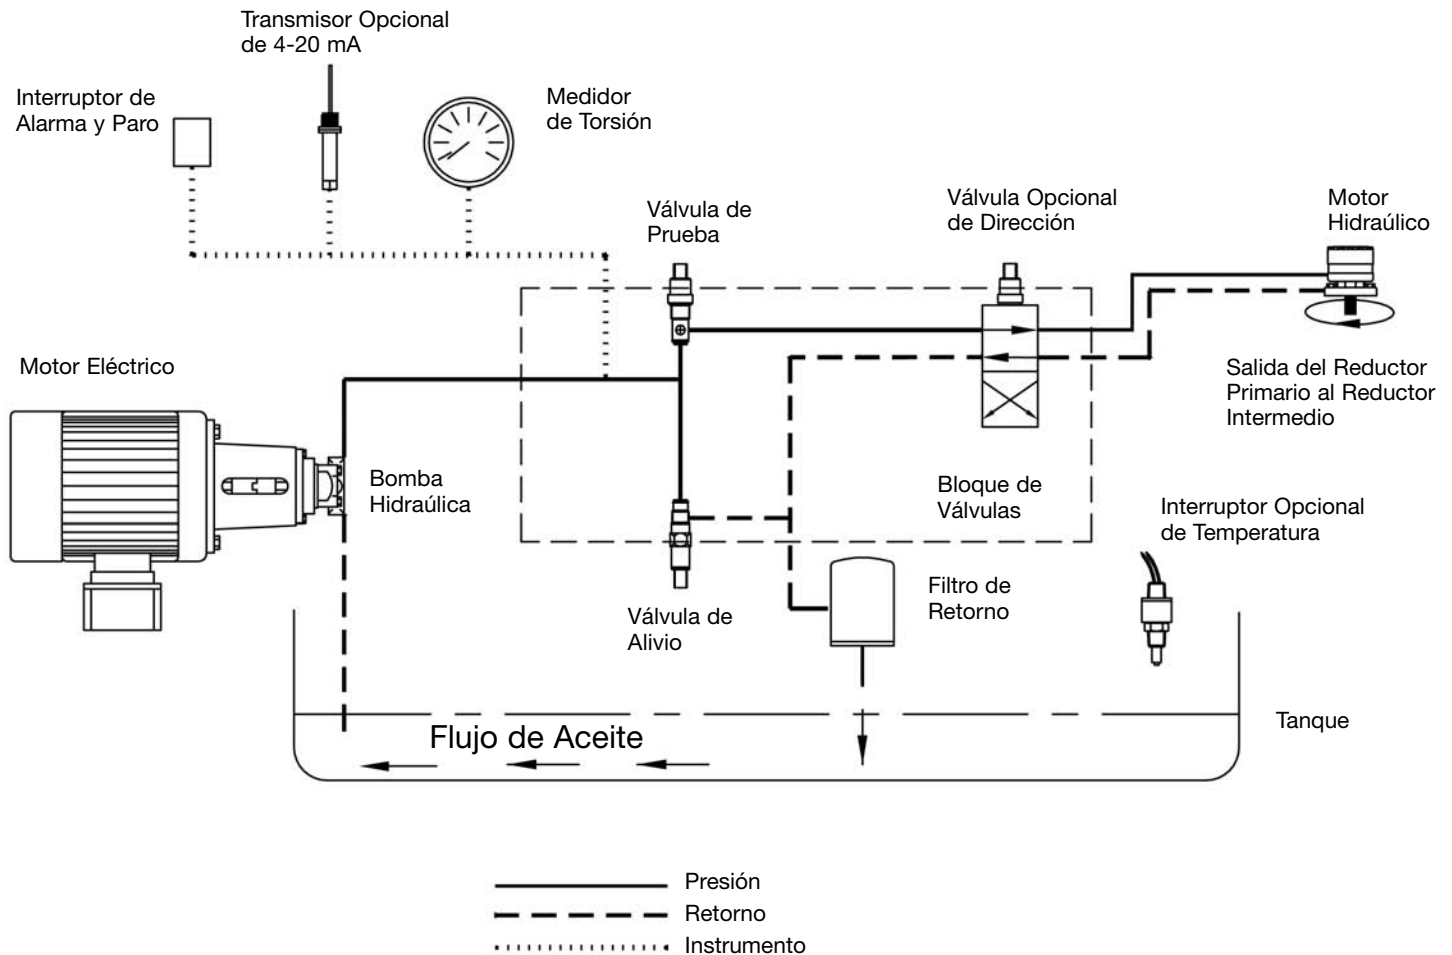 Transmisor Opcional
de 4-20 mA
Interruptor de
Alarma y Paro
Medidor
de Torsión
Válvula de
Prueba
Válvula Opcional
de Dirección
Motor
Hidraúlico
Motor Eléctrico
Salida del Reductor
Primario al Reductor
Intermedio
Bomba
Hidraúlica
Bloque de
Válvulas
Interruptor Opcional
de Temperatura
Filtro de
Retorno
Válvula de
Alivio
Tanque
Flujo de Aceite
Presión
Retorno
Instrumento